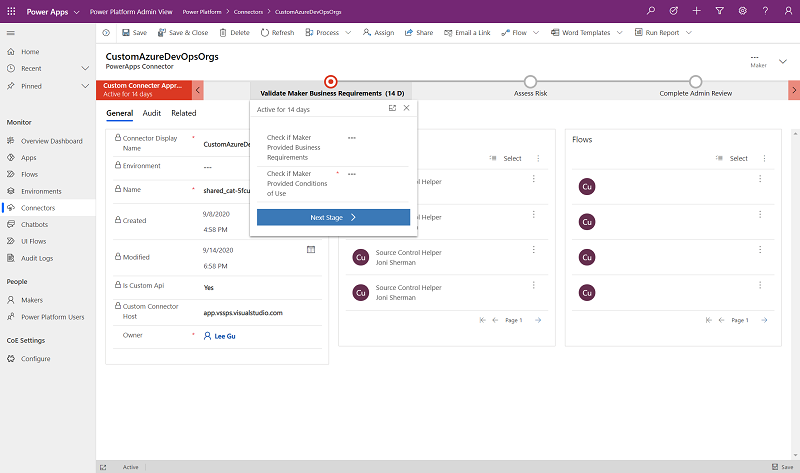 Power Apps
Power Platform Admin View
Power Platform > Connectors > CustomAzureDevOpsOrgs
Save
Save & Close
Delete
Refresh
Process
Assign
Share
Email a Link
Flow
Word Templates
Run Report
Home
Recent
Pinned
Monitor
Overview Dashboard
Apps
Flows
Environments
Connectors
Chatbots
UI Flows
Audit Logs
People
Makers
Power Platform Users
CoE Settings
Configure
CustomAzureDevOpsOrgs
PowerApps Connector
---
Maker
Custom Connector Appr...
Active for 14 days
Validate Maker Business Requirements (14 D)
Assess Risk
Complete Admin Review
General
Audit
Related
Connector Display
Name
*
CustomAzureDe
Environment
---
Name
*
shared_cat-5fcu
Created
9/8/2020
4:58 PM
Modified
9/14/2020
6:58 PM
Is Custom Api
Yes
Custom Connector
Host
app.vssps.visualstudio.com
Owner
*
Lee Gu
Active for 14 days
Check if Maker
Provided Business
Requirements
---
Check if Maker
Provided Conditions
of Use
*
---
Next Stage
Select
Control Helper
Control Helper
Cu
Source Control Helper
Joni Sherman
Cu
Source Control Helper
Joni Sherman
Page 1
Flows
Select
Cu
Cu
Cu
Cu
Page 1
Active
Save